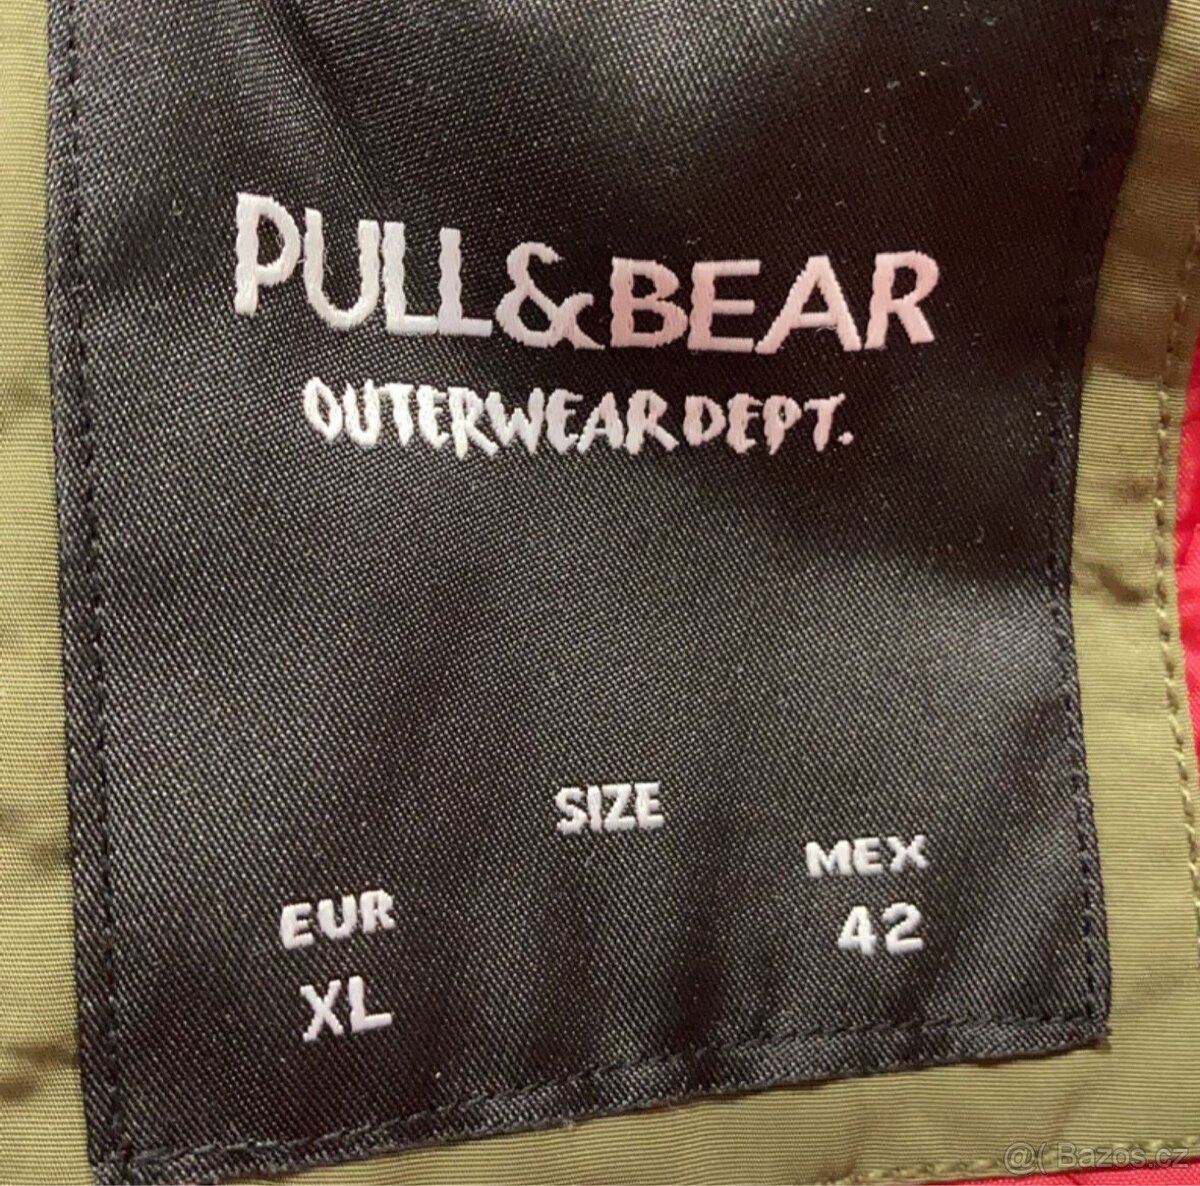 PULL&BEAR
OUTERWEAR DEPT.
SIZE
EUR
XL
MEX
42
@( Bazos.cz